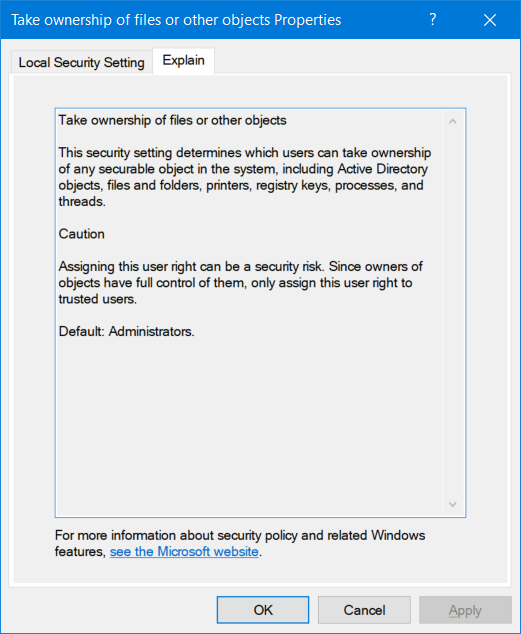 Take ownership of files or other objects Properties
?
Local Security Setting
Explain
Take ownership of files or other objects
This security setting determines which users can take ownership
of any securable object in the system, including Active Directory
objects, files and folders, printers, registry keys, processes, and
threads.
Caution
Assigning this user right can be a security risk. Since owners of
objects have full control of them, only assign this user right to
trusted users.
Default: Administrators.
For more information about security policy and related Windows
features, see the Microsoft website.
OK
Cancel
Apply